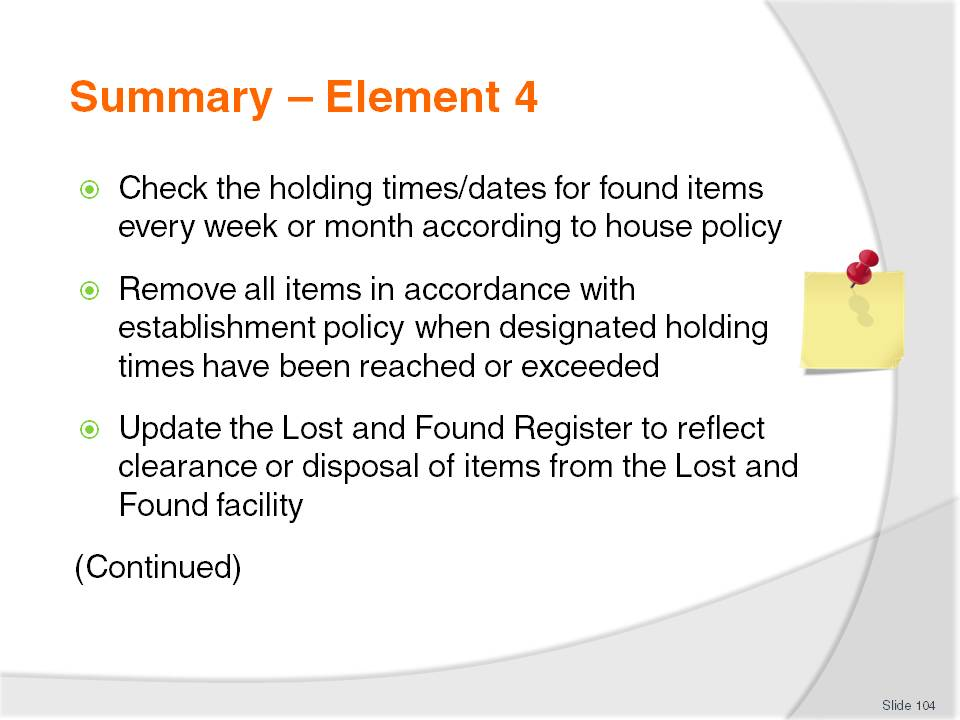 Summary – Element 4
Check the holding times/dates for found items
every week or month according to house policy
Remove all items in accordance with
establishment policy when designated holding
times have been reached or exceeded
Update the Lost and Found Register to reflect
clearance or disposal of items from the Lost and
Found facility
(Continued)
Slide 104